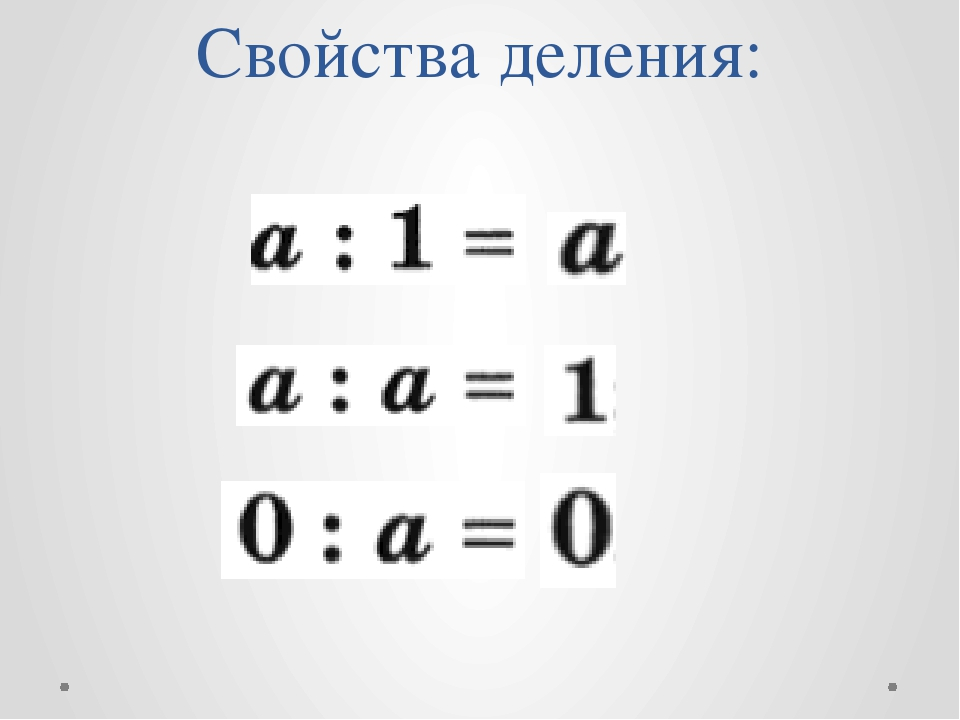 Свойства деления:
a : 1 = a
a : a = 1
0 : a = 0